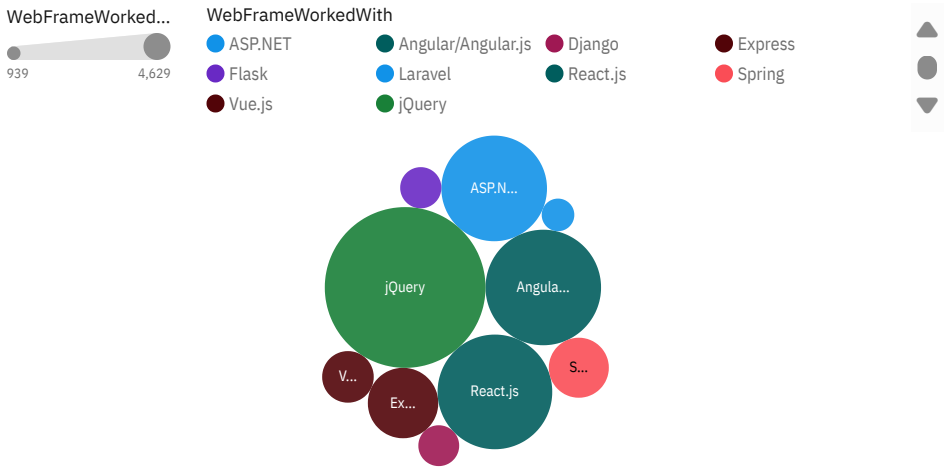 WebFrameWorked...
939 4,629
WebFrameWorkedWith
ASP.NET Angular/Angular.js Django Express
Flask Laravel React.js Spring
Vue.js jQuery
ASP.N...
jQuery
Angula...
S...
V...
Ex...
React.js